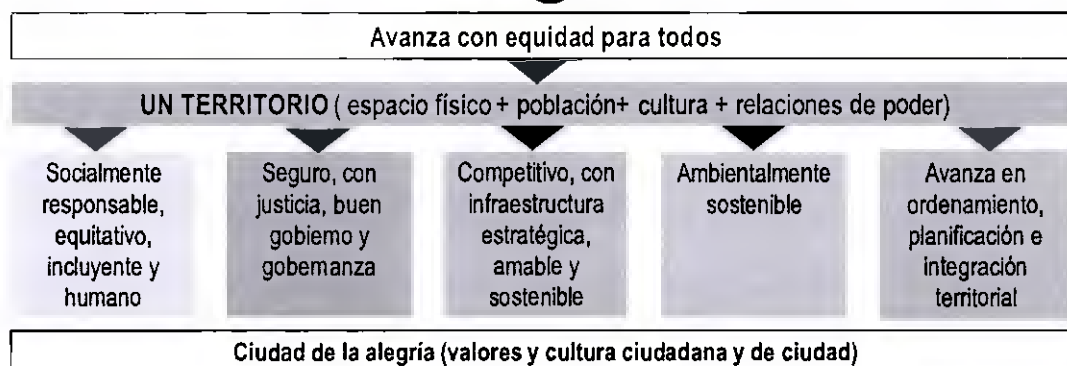 Avanza con equidad para todos
UN TERRITORIO ( espacio físico + población+ cultura + relaciones de poder)
Socialmente
responsable,
equitativo,
incluyente y
humano
Seguro, con
justicia, buen
gobierno y
gobernanza
Competitivo, con
infraestructura
estratégica,
amable y
sostenible
Ambientalmente
sostenible
Avanza en
ordenamiento,
planificación e
integración
territorial
Ciudad de la alegría (valores y cultura ciudadana y de ciudad)